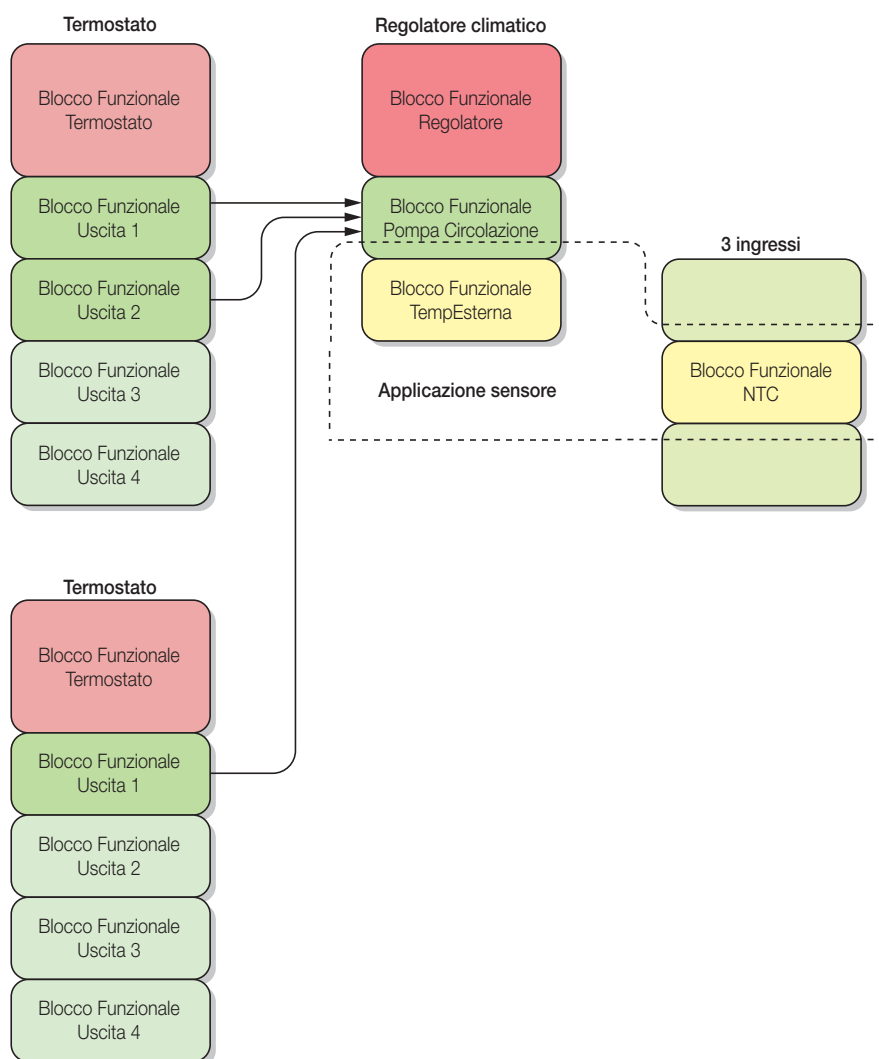 Termostato
Blocco Funzionale
Termostato
Blocco Funzionale
Uscita 1
Blocco Funzionale
Uscita 2
Blocco Funzionale
Uscita 3
Blocco Funzionale
Uscita 4
Regolatore climatico
Blocco Funzionale
Regolatore
Blocco Funzionale
Pompa Circolazione
Blocco Funzionale
TempEsterna
Applicazione sensore
3 ingressi
Blocco Funzionale
NTC
Termostato
Blocco Funzionale
Termostato
Blocco Funzionale
Uscita 1
Blocco Funzionale
Uscita 2
Blocco Funzionale
Uscita 3
Blocco Funzionale
Uscita 4